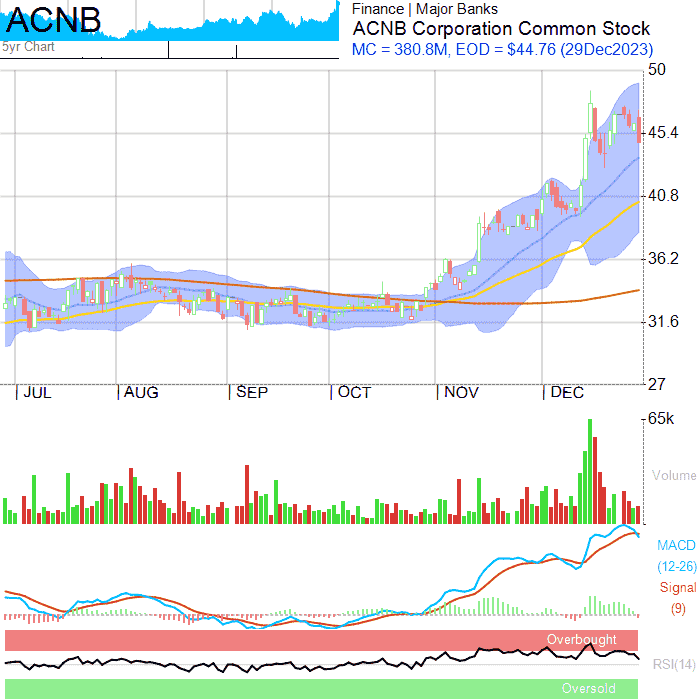 ACNB
5yr Chart
Finance | Major Banks
ACNB Corporation Common Stock
MC = 380.8M, EOD = $44.76 (29Dec2023)
50
45.4
40.8
36.2
31.6
27
JUL AUG SEP OCT NOV DEC
65k
Volume
MACD
(12-26)
Signal
(9)
Overbought
RSI(14)
Oversold